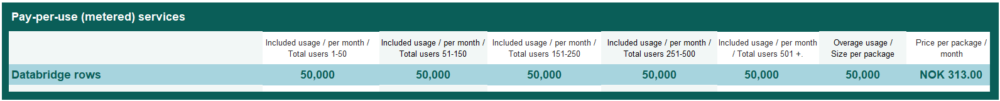 Pay-per-use (metered) services
Included usage / per month / Included usage / per month / Included usage / per month / Included usage / per month / Included usage / per month Overage usage / Price per package /
Total users 1-50 Total users 51-150 Total users 151-250 Total users 251-500 / Total users 501 +. Size per package month
Databridge rows 50,000 50,000 50,000 50,000 50,000 50,000 NOK 313.00